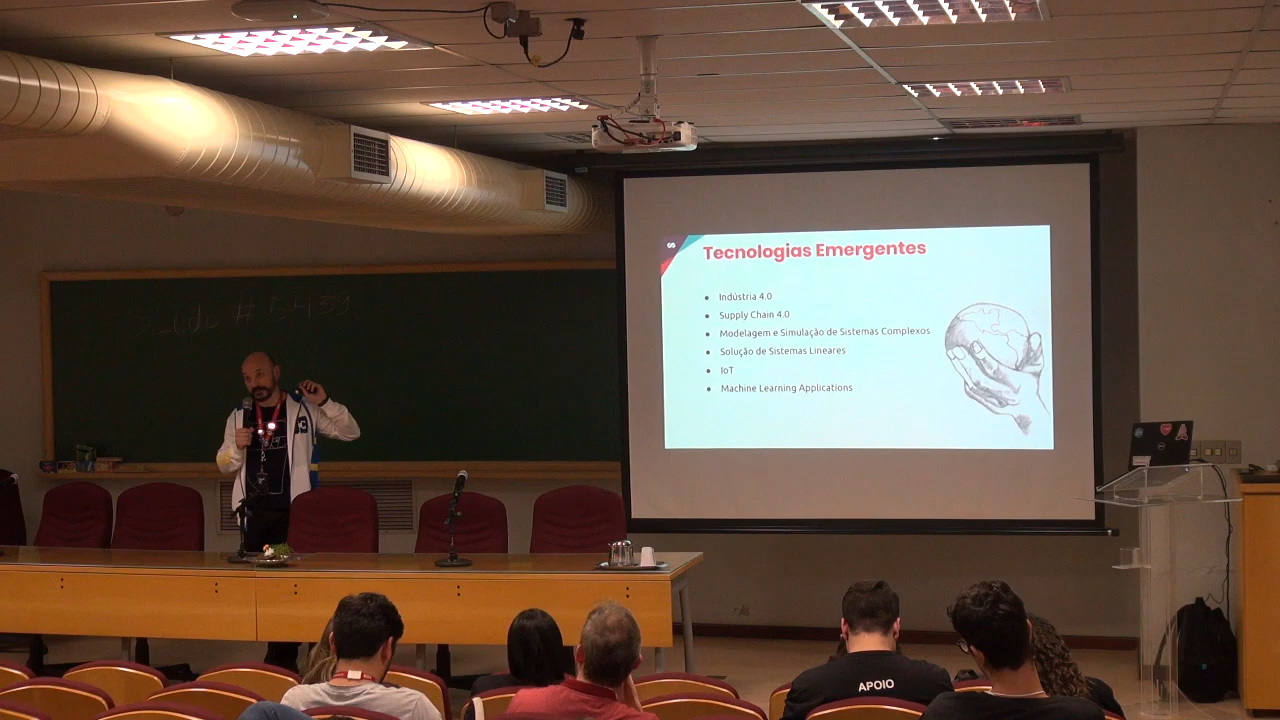 Tecnologias Emergentes
Indústria 4.0
Supply Chain 4.0
Modelagem e Simulação de Sistemas Complexos
Solução de Sistemas Lineares
IoT
Machine Learning Applications
APOIO